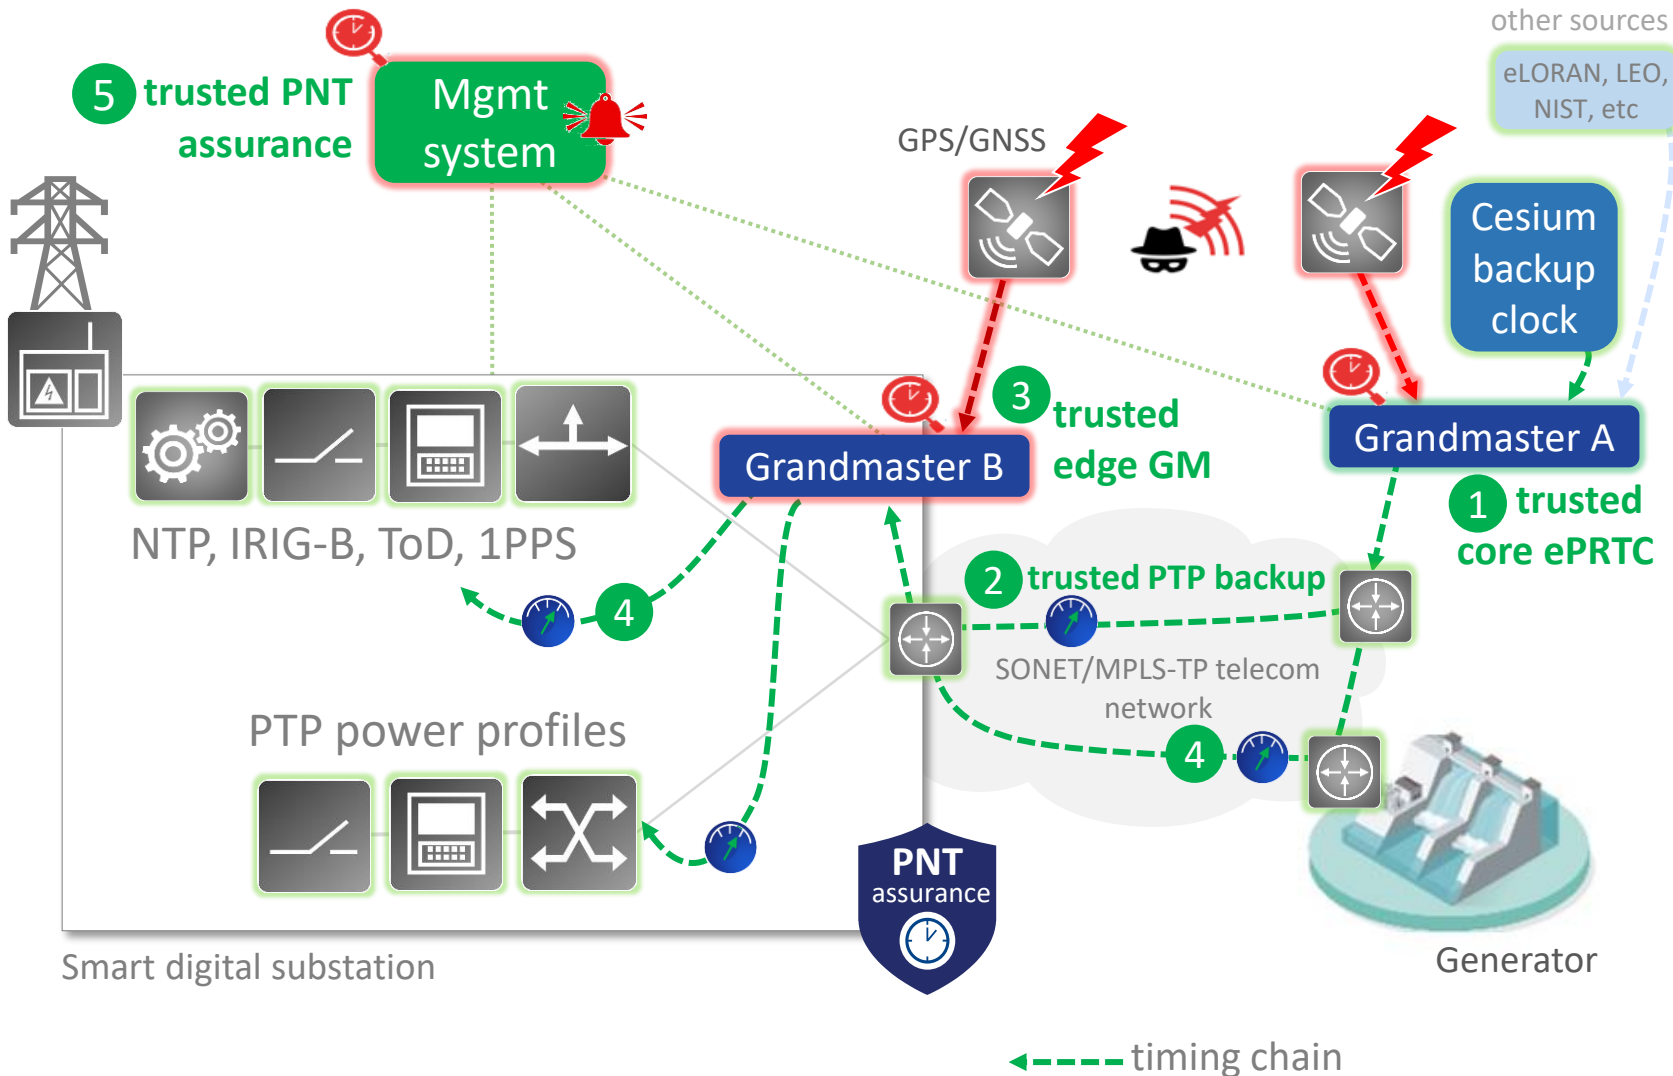 other sources
eLORAN, LEO,
NIST, etc
5 trusted PNT
assurance
Mgmt
system
GPS/GNSS
Cesium
backup
clock
3 trusted
edge GM
Grandmaster B
Grandmaster A
1 trusted
core ePRTC
NTP, IRIG-B, ToD, 1PPS
2 trusted PTP backup
4
SONET/MPLS-TP telecom
network
PTP power profiles
4
PNT
assurance
Smart digital substation
Generator
timing chain